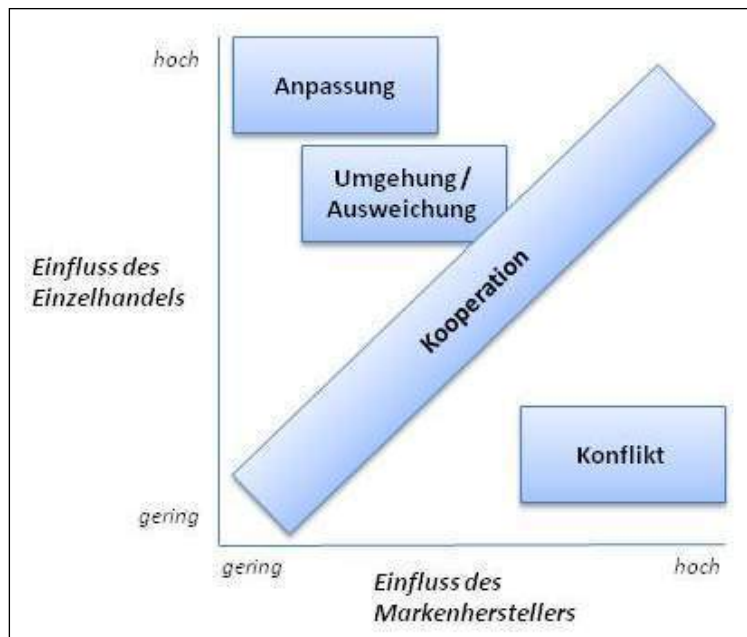 hoch
Anpassung
Umgehung /
Ausweichung
Einfluss des
Einzelhandels
Kooperation
Konflikt
gering
gering
hoch
Einfluss des
Markenherstellers